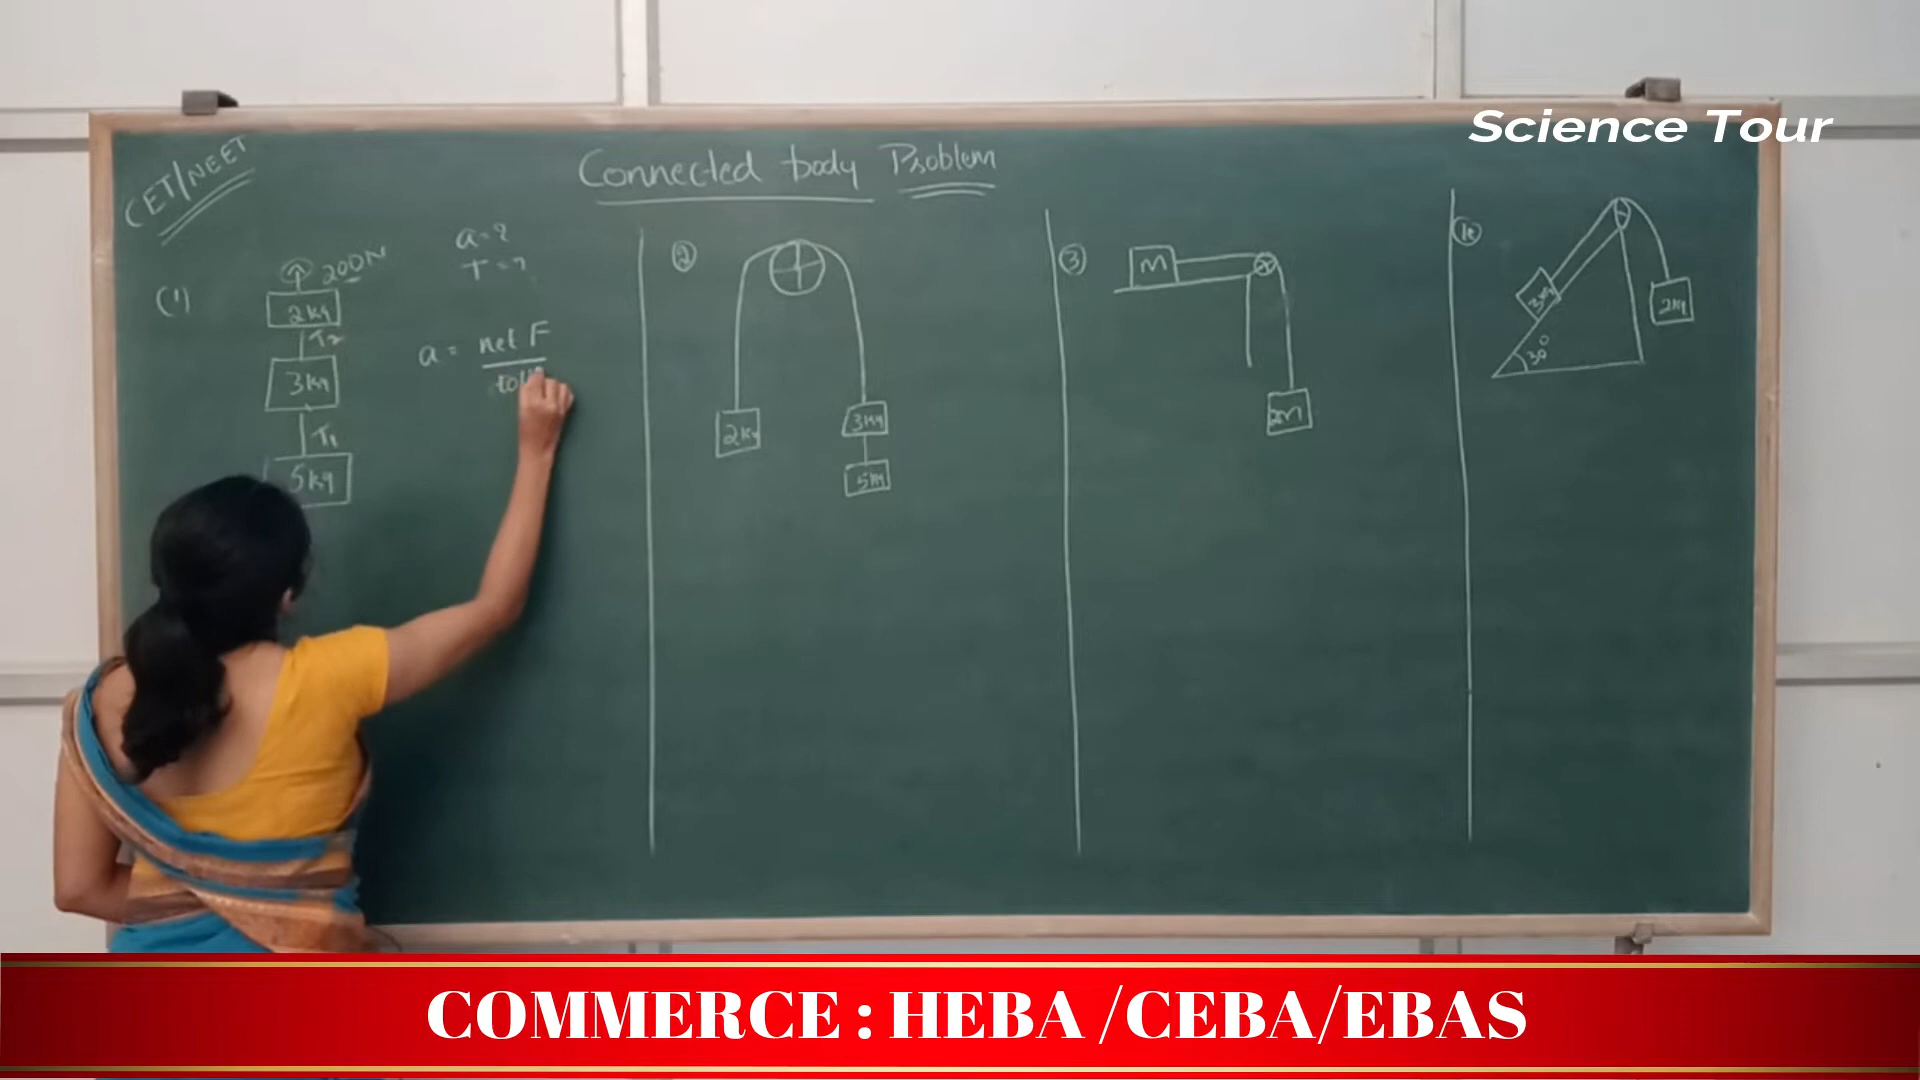 Science Tour
CET/NEET
Connected body Problem
(1)
200N
2kg
T2
3kg
T1
5kg
a = ?
T = ?
a = net F
②
2kg
3kg
5kg
③
M
2M
3kg
30°
2kg
COMMERCE : HEBA /CEBA/EBAS